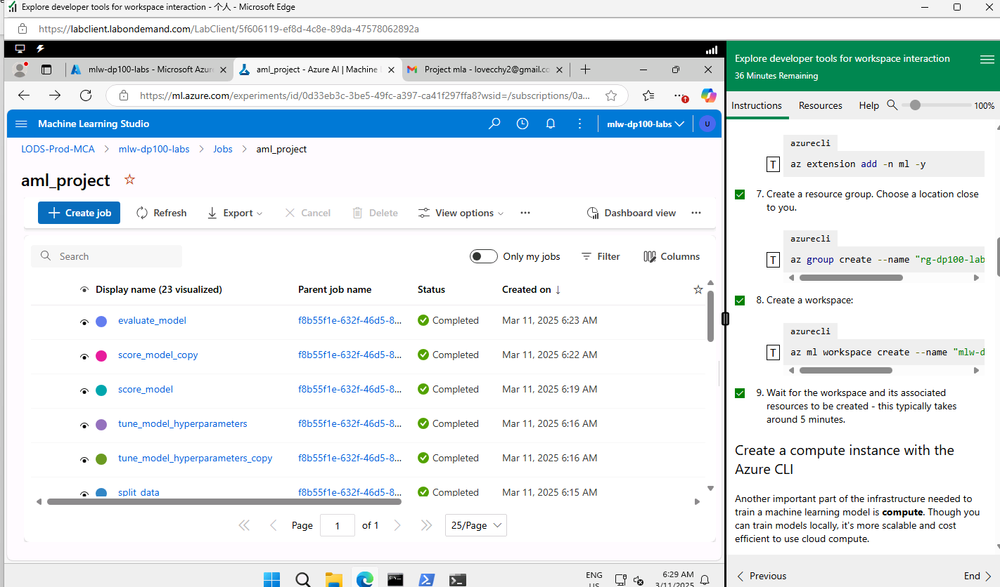 Explore developer tools for workspace interaction - 个人 - Microsoft Edge
https://labclient.labondemand.com/LabClient/5f606119-ef8d-4c8e-89da-47578062892a
mlw-dp100-labs - Microsoft Azure
aml_project - Azure AI | Machine
Project mla - lovecchy2@gmail.co
https://ml.azure.com/experiments/id/0d33eb3c-3be5-49fc-a397-ca41f297ffa8?wsid=/subscriptions/0a...
Machine Learning Studio
mlw-dp100-labs
U
LODS-Prod-MCA > mlw-dp100-labs > Jobs > aml_project
aml_project
Create job
Refresh
Export
Cancel
Delete
View options
Dashboard view
Search
Only my jobs
Filter
Columns
Display name (23 visualized) Parent job name Status Created on ↓
evaluate_model f8b55f1e-632f-46d5-8... Completed Mar 11, 2025 6:23 AM
score_model_copy f8b55f1e-632f-46d5-8... Completed Mar 11, 2025 6:22 AM
score_model f8b55f1e-632f-46d5-8... Completed Mar 11, 2025 6:19 AM
tune_model_hyperparameters f8b55f1e-632f-46d5-8... Completed Mar 11, 2025 6:16 AM
tune_model_hyperparameters_copy f8b55f1e-632f-46d5-8... Completed Mar 11, 2025 6:16 AM
split_data f8b55f1e-632f-46d5-8... Completed Mar 11, 2025 6:15 AM
Page 1 of 1 25/Page
ENG
US
6:29 AM
3/11/2025
Explore developer tools for workspace interaction
36 Minutes Remaining
Instructions Resources Help 100%
azurecli
T az extension add -n ml -y
7. Create a resource group. Choose a location close
to you.
azurecli
T az group create --name "rg-dp100-lab
8. Create a workspace:
azurecli
T az ml workspace create --name "mlw-d
9. Wait for the workspace and its associated
resources to be created - this typically takes
around 5 minutes.
Create a compute instance with the
Azure CLI
Another important part of the infrastructure needed to
train a machine learning model is compute. Though you
can train models locally, it's more scalable and cost
efficient to use cloud compute.
Previous
End